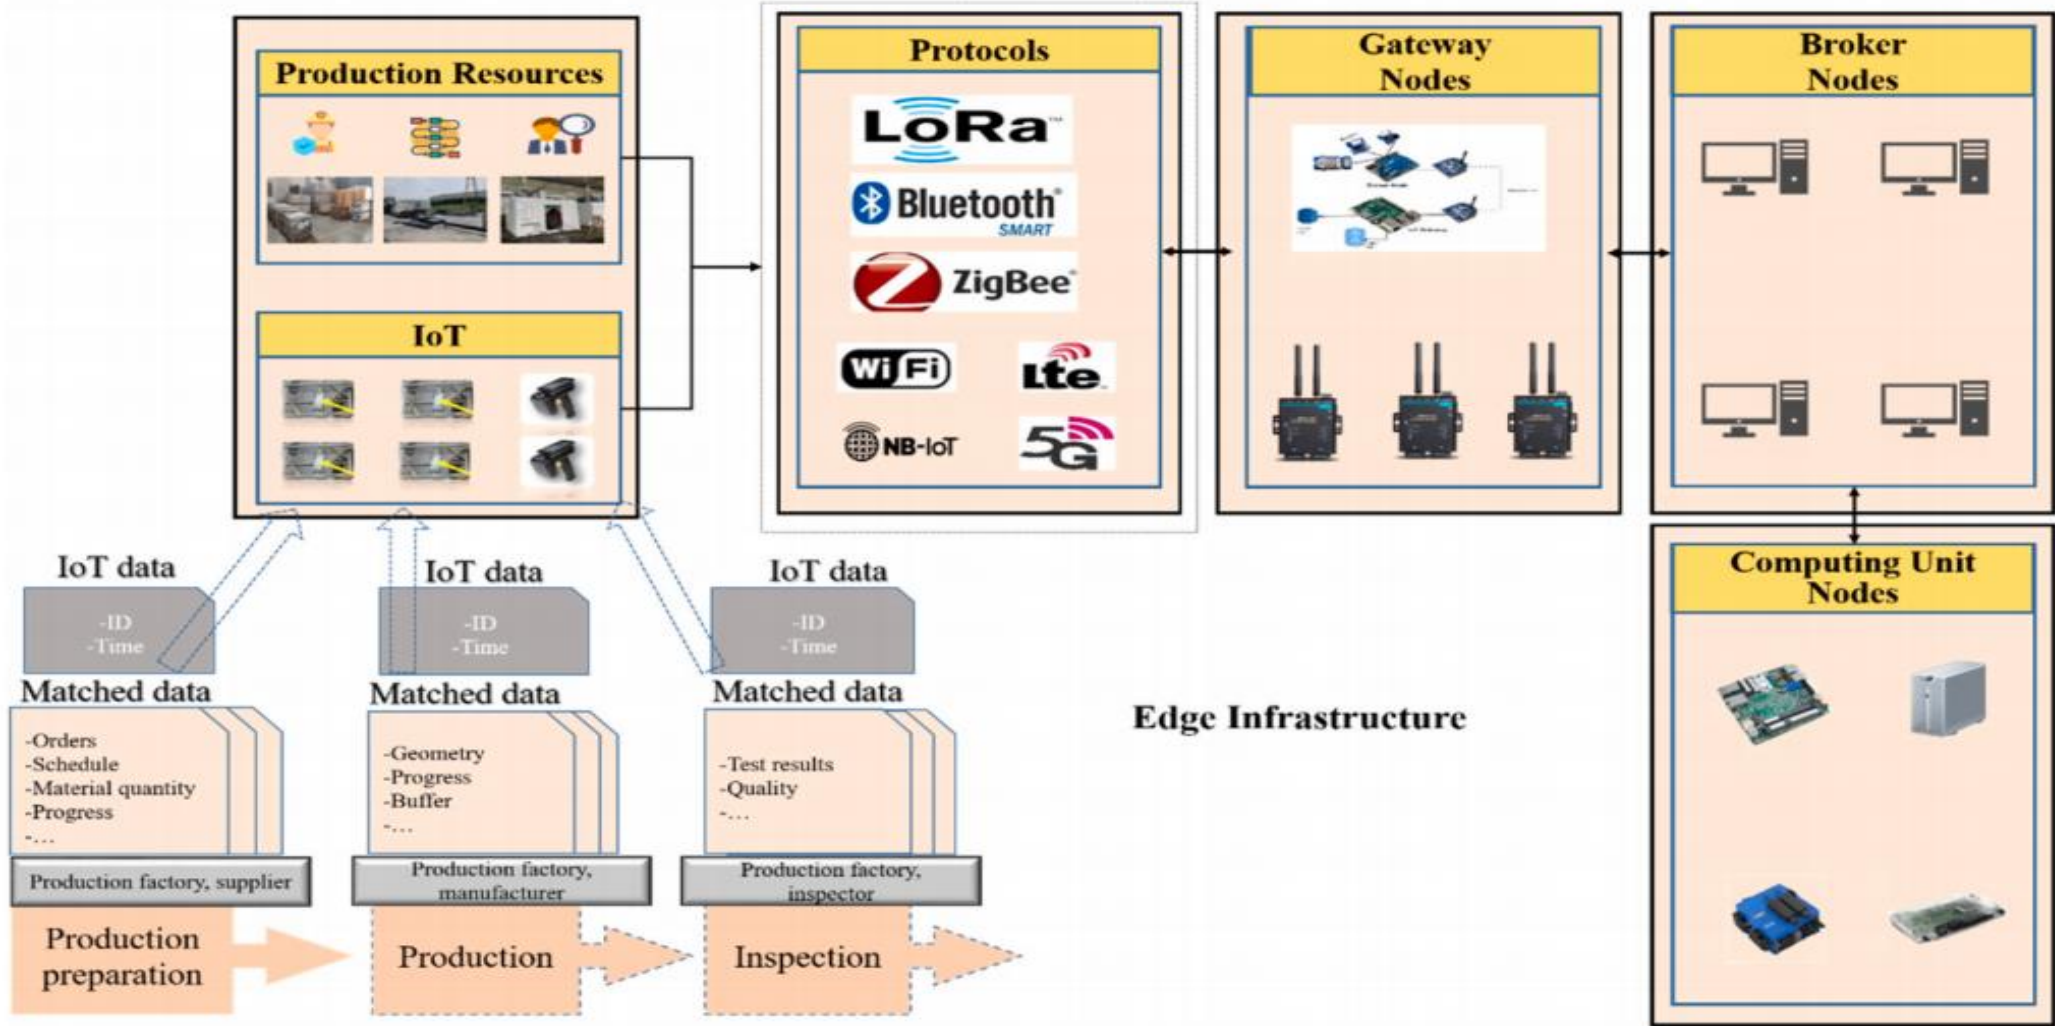 Production Resources
IoT
Protocols
LoRa™
Bluetooth®
SMART
ZigBee®
WiFi
Lte
NB-IoT
5G
Gateway
Nodes
Broker
Nodes
Computing Unit
Nodes
IoT data
-ID
-Time
Matched data
-Orders
-Schedule
-Material quantity
-Progress
-...
Production factory, supplier
Production
preparation
IoT data
-ID
-Time
Matched data
-Geometry
-Progress
-Buffer
-...
Production factory,
manufacturer
Production
IoT data
-ID
-Time
Matched data
-Test results
-Quality
-...
Production factory,
inspector
Inspection
Edge Infrastructure